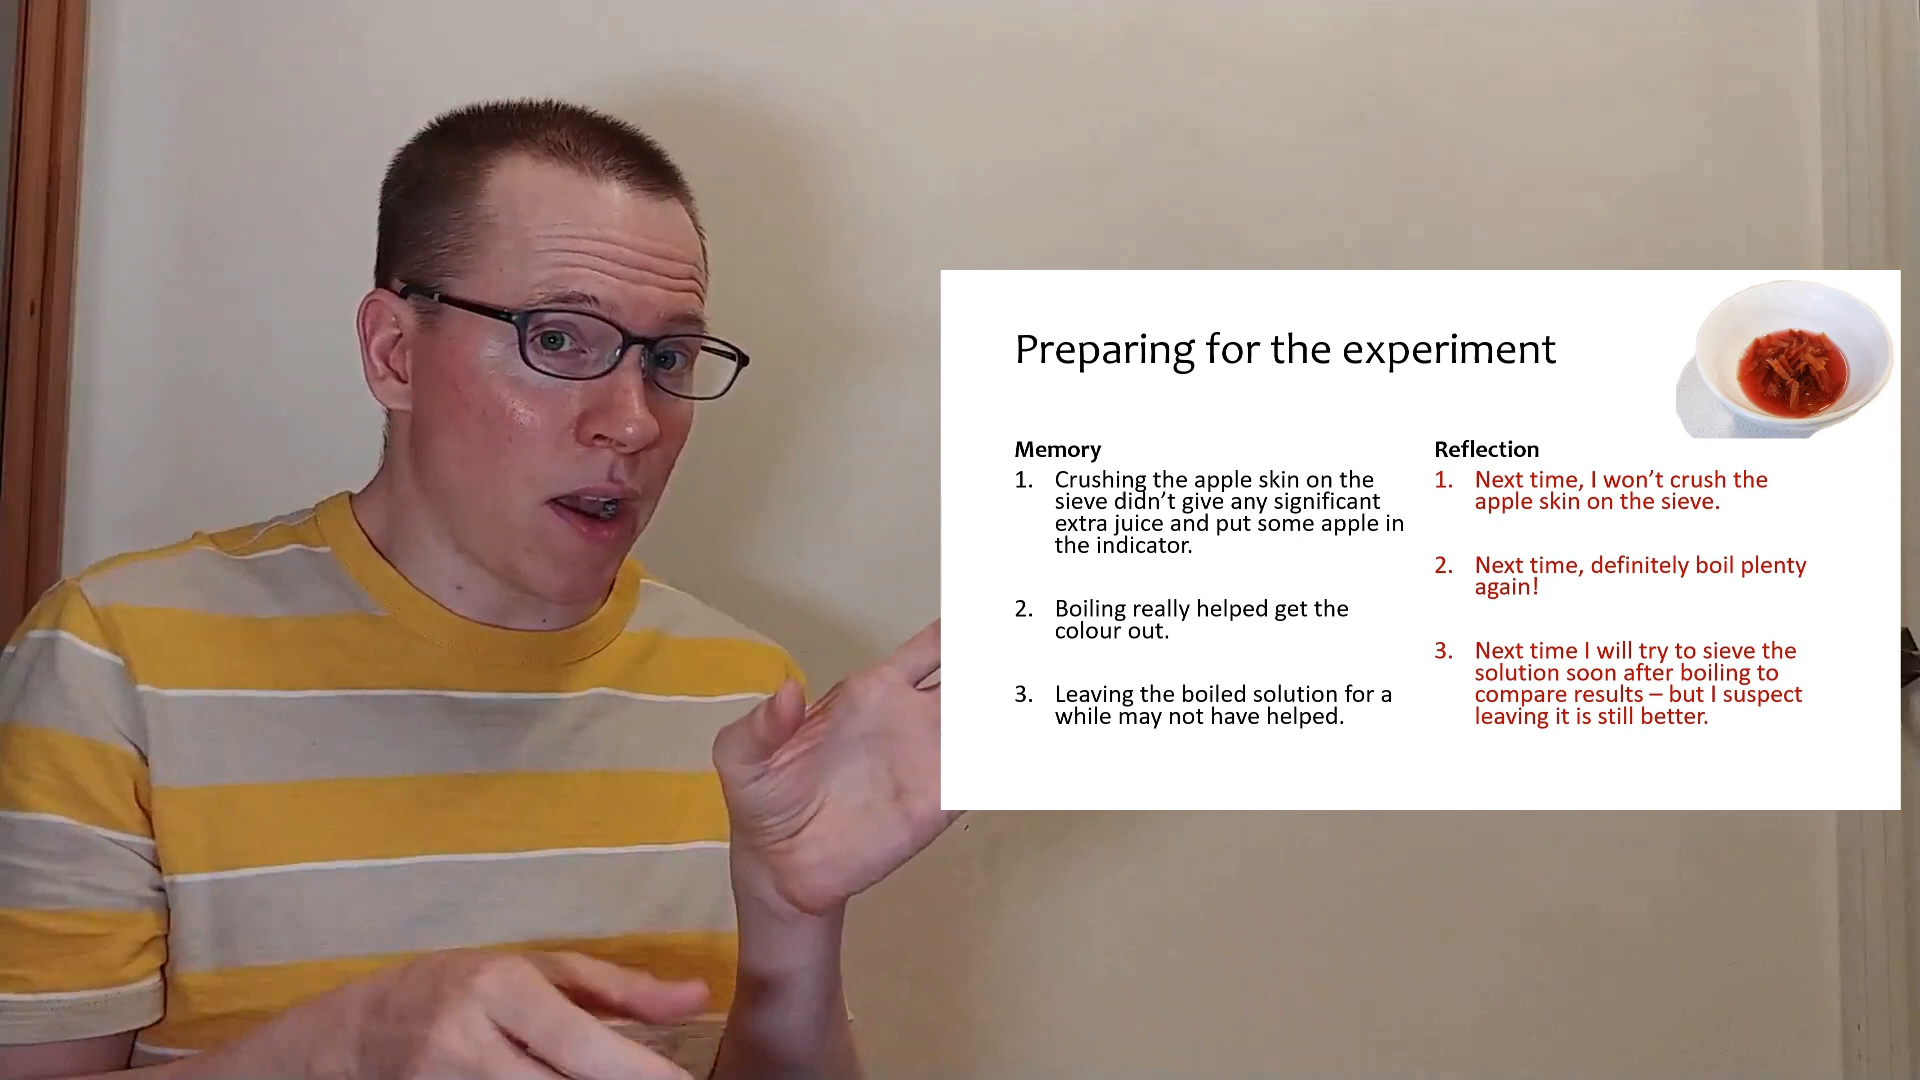 Preparing for the experiment
Memory
1. Crushing the apple skin on the
sieve didn't give any significant
extra juice and put some apple in
the indicator.
2. Boiling really helped get the
colour out.
3. Leaving the boiled solution for a
while may not have helped.
Reflection
1. Next time, I won't crush the
apple skin on the sieve.
2. Next time, definitely boil plenty
again!
3. Next time I will try to sieve the
solution soon after boiling to
compare results – but I suspect
leaving it is still better.